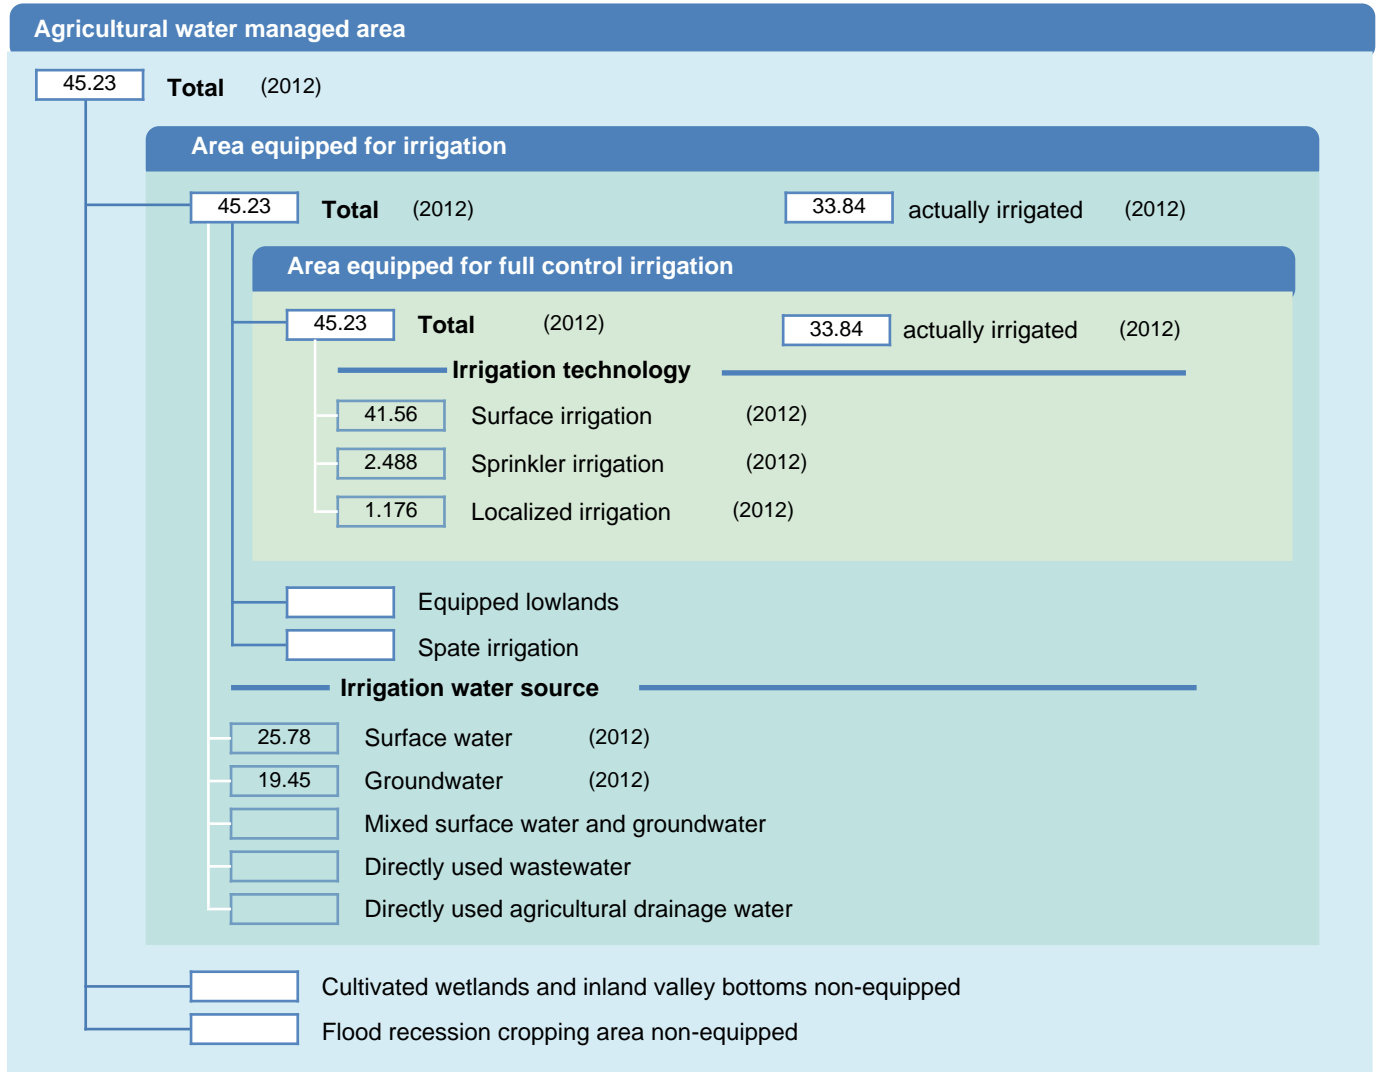 Agricultural water managed area
45.23 Total (2012)
Area equipped for irrigation
45.23 Total (2012) 33.84 actually irrigated (2012)
Area equipped for full control irrigation
45.23 Total (2012) 33.84 actually irrigated (2012)
Irrigation technology
41.56 Surface irrigation (2012)
2.488 Sprinkler irrigation (2012)
1.176 Localized irrigation (2012)
Equipped lowlands
Spate irrigation
Irrigation water source
25.78 Surface water (2012)
19.45 Groundwater (2012)
Mixed surface water and groundwater
Directly used wastewater
Directly used agricultural drainage water
Cultivated wetlands and inland valley bottoms non-equipped
Flood recession cropping area non-equipped